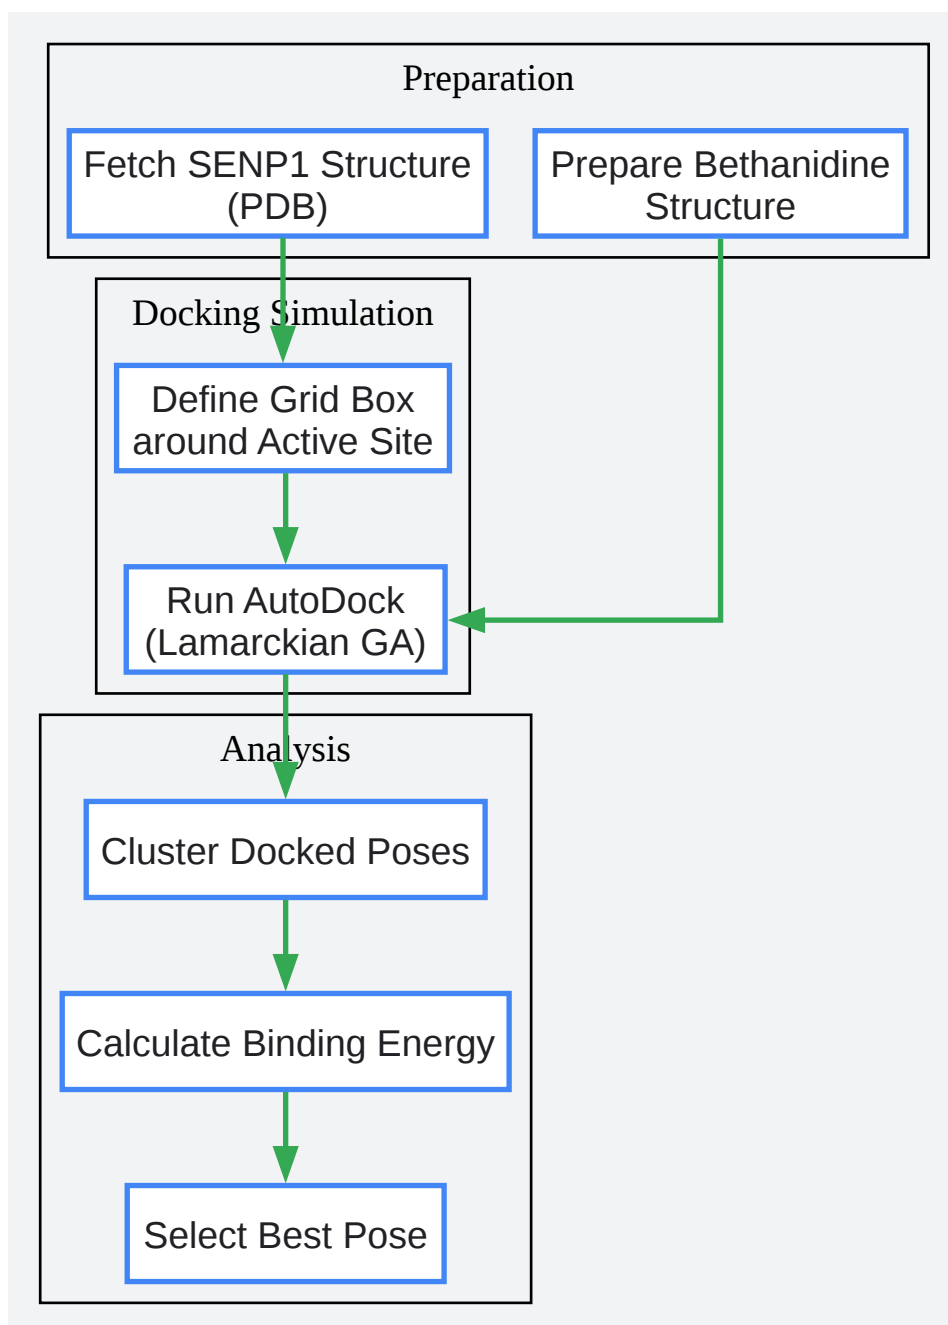 Preparation
Fetch SENP1 Structure
(PDB)
Prepare Bethanidine
Structure
Docking Simulation
Define Grid Box
around Active Site
Run AutoDock
(Lamarckian GA)
Analysis
Cluster Docked Poses
Calculate Binding Energy
Select Best Pose